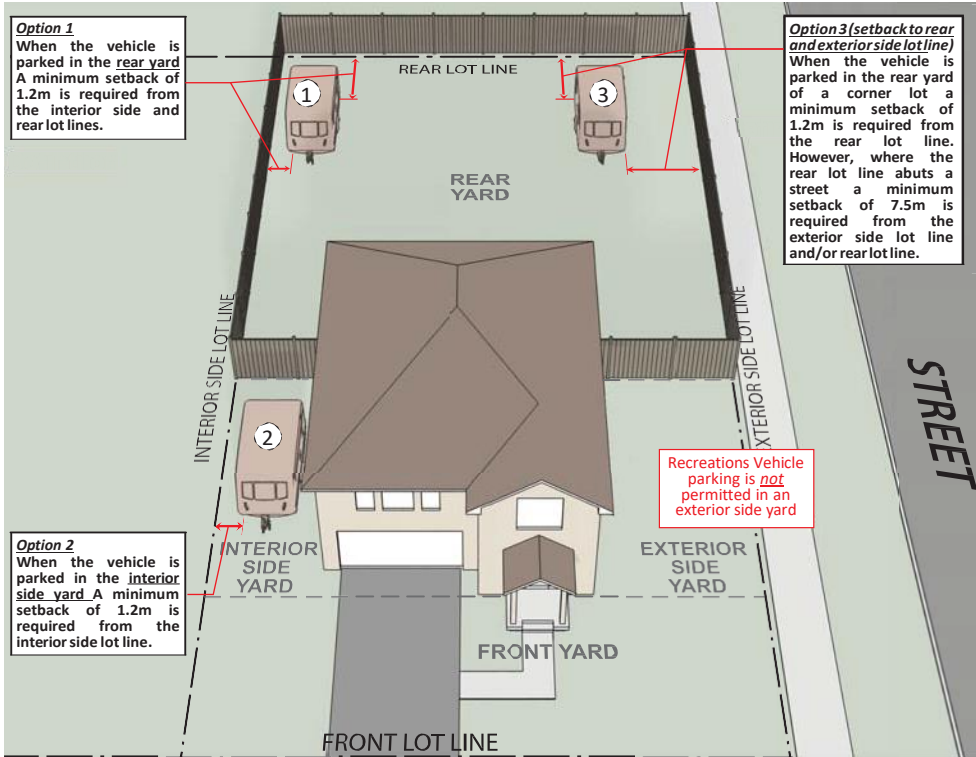 Option 1
When the vehicle is
parked in the rear yard
A minimum setback of
1.2m is required from
the interior side and
rear lot lines.
REAR LOT LINE
Option 3(setback to rear
and exterior side lot line)
When the vehicle is
parked in the rear yard
of a corner lot a
minimum setback of
1.2m is required from
the rear lot line.
However, where the
rear lot line abuts a
street a minimum
setback of 7.5m is
required from the
exterior side lot line
and/or rear lot line.
1
3
REAR
YARD
INTERIOR SIDE LOT LINE
EXTERIOR SIDE LOT LINE
STREET
2
Recreations Vehicle
parking is not
permitted in an
exterior side yard
Option 2
When the vehicle is
parked in the interior
side yard A minimum
setback of 1.2m is
required from the
interior side lot line.
INTERIOR
SIDE
YARD
EXTERIOR
SIDE
YARD
FRONT YARD
FRONT LOT LINE